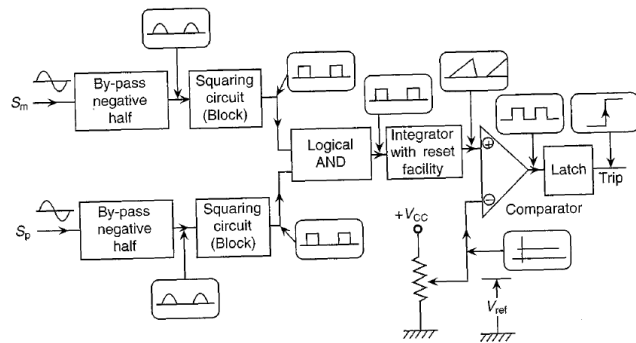 S_m
By-pass
negative
half
Squaring
circuit
(Block)
Logical
AND
Integrator
with reset
facility
Latch
Trip
Comparator
S_p
By-pass
negative
half
Squaring
circuit
(Block)
+V_CC
V_ref